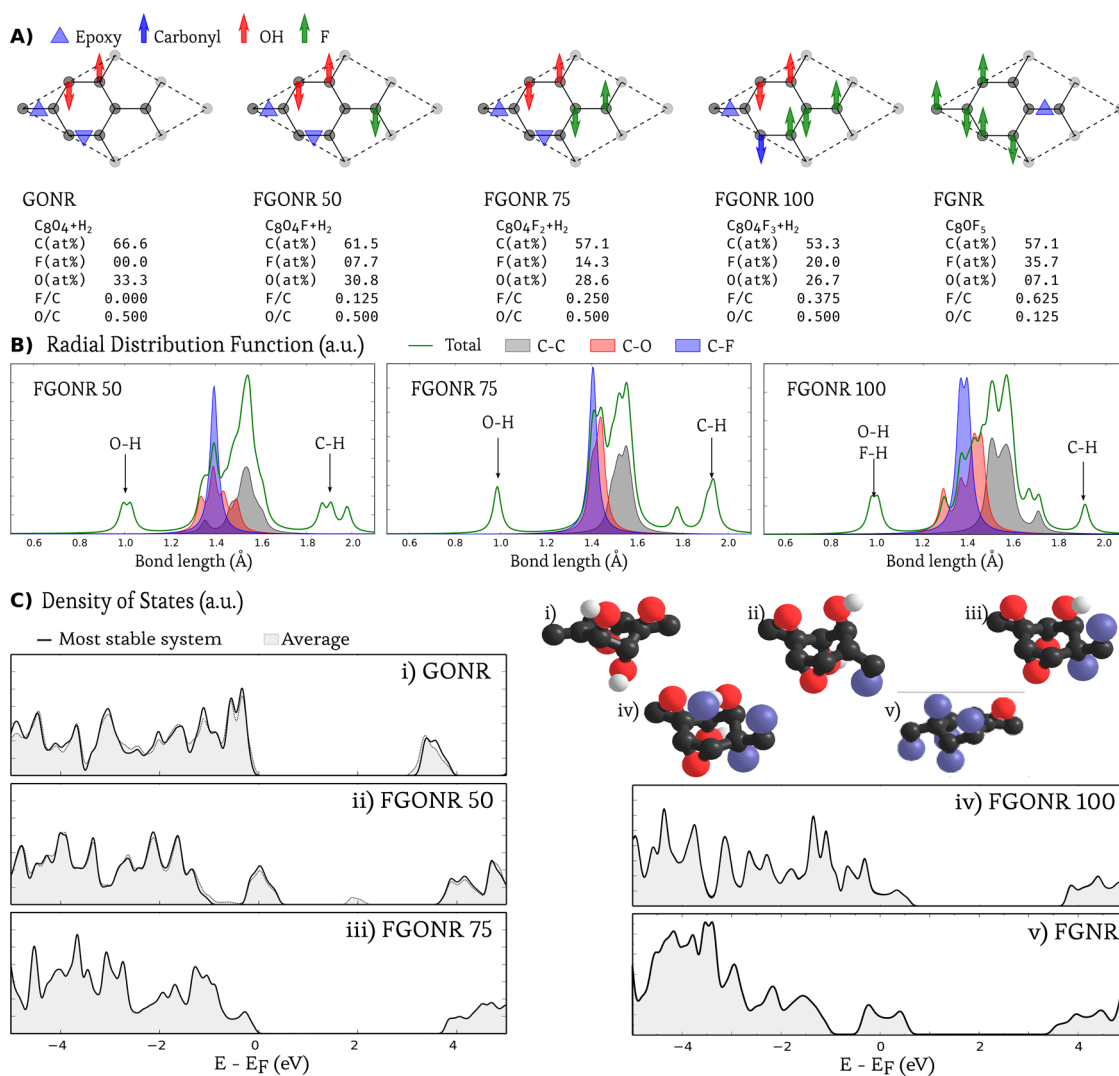 A) Epoxy Carbonyl OH F
GONR
C8O4+H2
C(at%) 66.6
F(at%) 00.0
O(at%) 33.3
F/C 0.000
O/C 0.500
FGONR 50
C8O4F+H2
C(at%) 61.5
F(at%) 07.7
O(at%) 30.8
F/C 0.125
O/C 0.500
FGONR 75
C8O4F2+H2
C(at%) 57.1
F(at%) 14.3
O(at%) 28.6
F/C 0.250
O/C 0.500
FGONR 100
C8O4F3+H2
C(at%) 53.3
F(at%) 20.0
O(at%) 26.7
F/C 0.375
O/C 0.500
FGNR
C8OF5
C(at%) 57.1
F(at%) 35.7
O(at%) 07.1
F/C 0.625
O/C 0.125
B) Radial Distribution Function (a.u.) Total C-C C-O C-F
FGONR 50
O-H
C-H
0.6 0.8 1.0 1.2 1.4 1.6 1.8 2.0
Bond length (Å)
FGONR 75
O-H
C-H
0.6 0.8 1.0 1.2 1.4 1.6 1.8 2.0
Bond length (Å)
FGONR 100
O-H
F-H
C-H
0.6 0.8 1.0 1.2 1.4 1.6 1.8 2.0
Bond length (Å)
C) Density of States (a.u.)
Most stable system Average
i) ii) iii)
iv) v)
i) GONR
ii) FGONR 50
iii) FGONR 75
−4 −2 0 2 4
E - EF (eV)
iv) FGONR 100
v) FGNR
−4 −2 0 2 4
E - EF (eV)